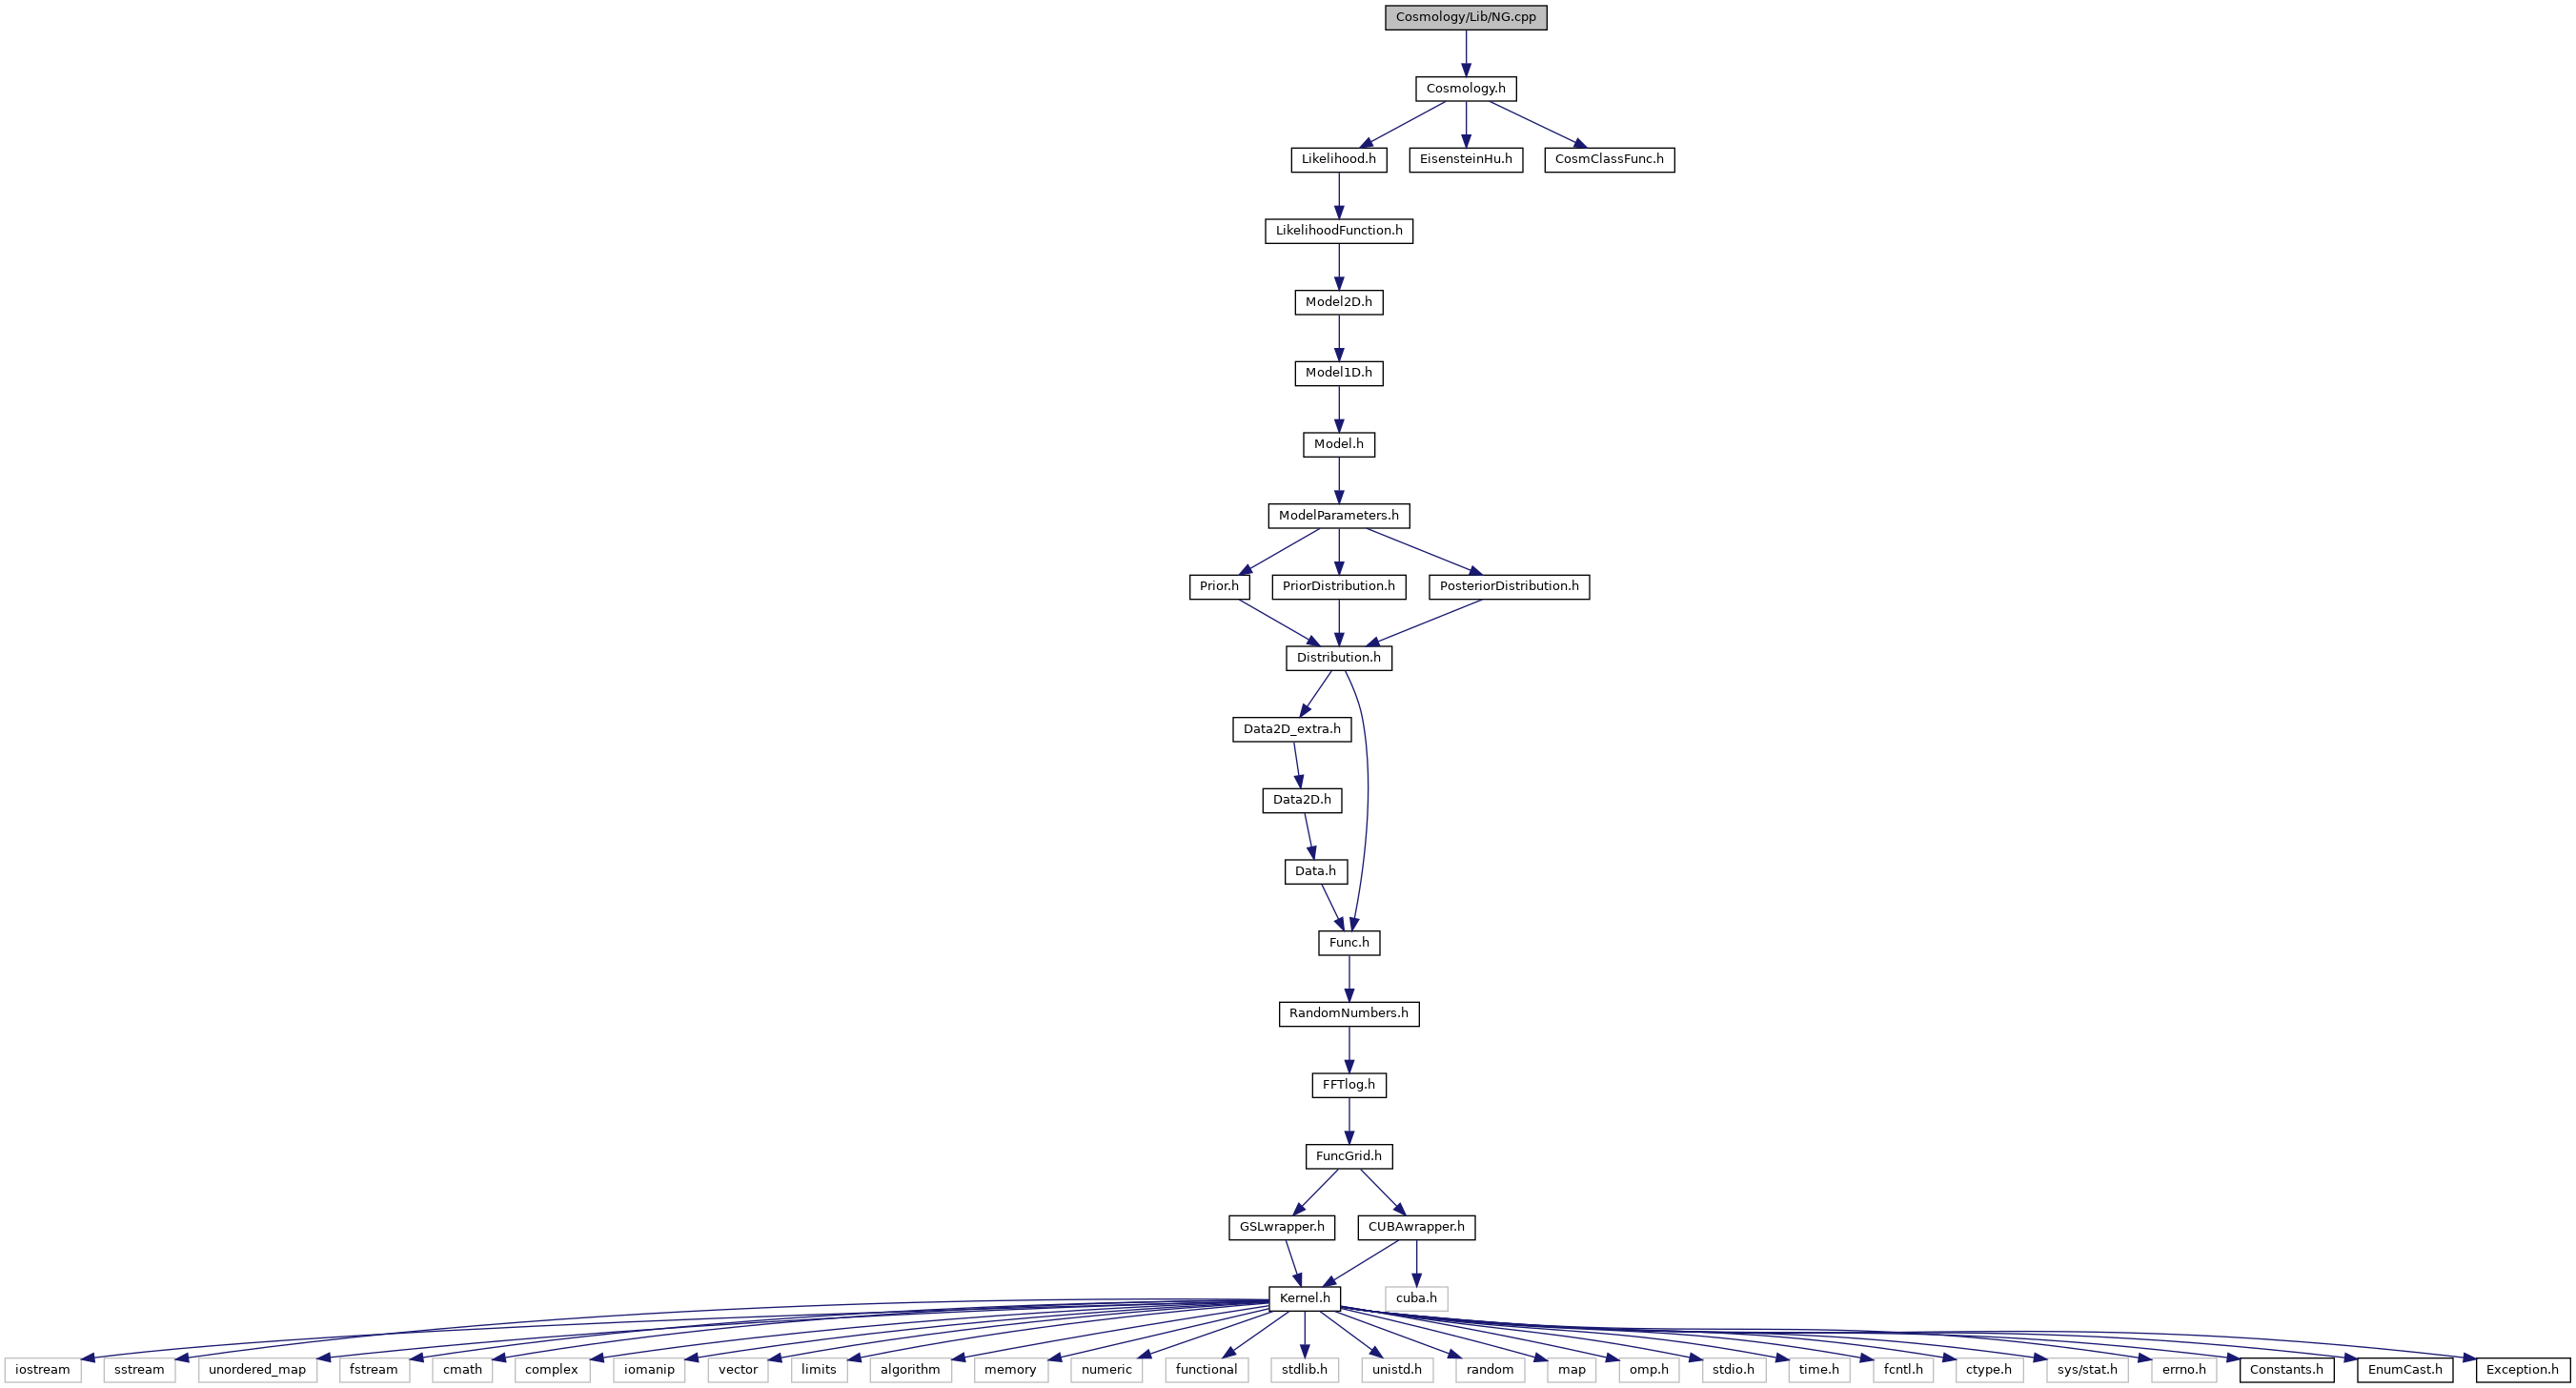 Cosmology/Lib/NG.cpp
Cosmology.h
Likelihood.h
EisensteinHu.h
CosmClassFunc.h
LikelihoodFunction.h
Model2D.h
Model1D.h
Model.h
ModelParameters.h
Prior.h
PriorDistribution.h
PosteriorDistribution.h
Distribution.h
Data2D_extra.h
Data2D.h
Data.h
Func.h
RandomNumbers.h
FFTlog.h
FuncGrid.h
GSLwrapper.h
CUBAwrapper.h
Kernel.h
cuba.h
iostream
sstream
unordered_map
fstream
cmath
complex
iomanip
vector
limits
algorithm
memory
numeric
functional
stdlib.h
unistd.h
random
map
omp.h
stdio.h
time.h
fcntl.h
ctype.h
sys/stat.h
errno.h
Constants.h
EnumCast.h
Exception.h